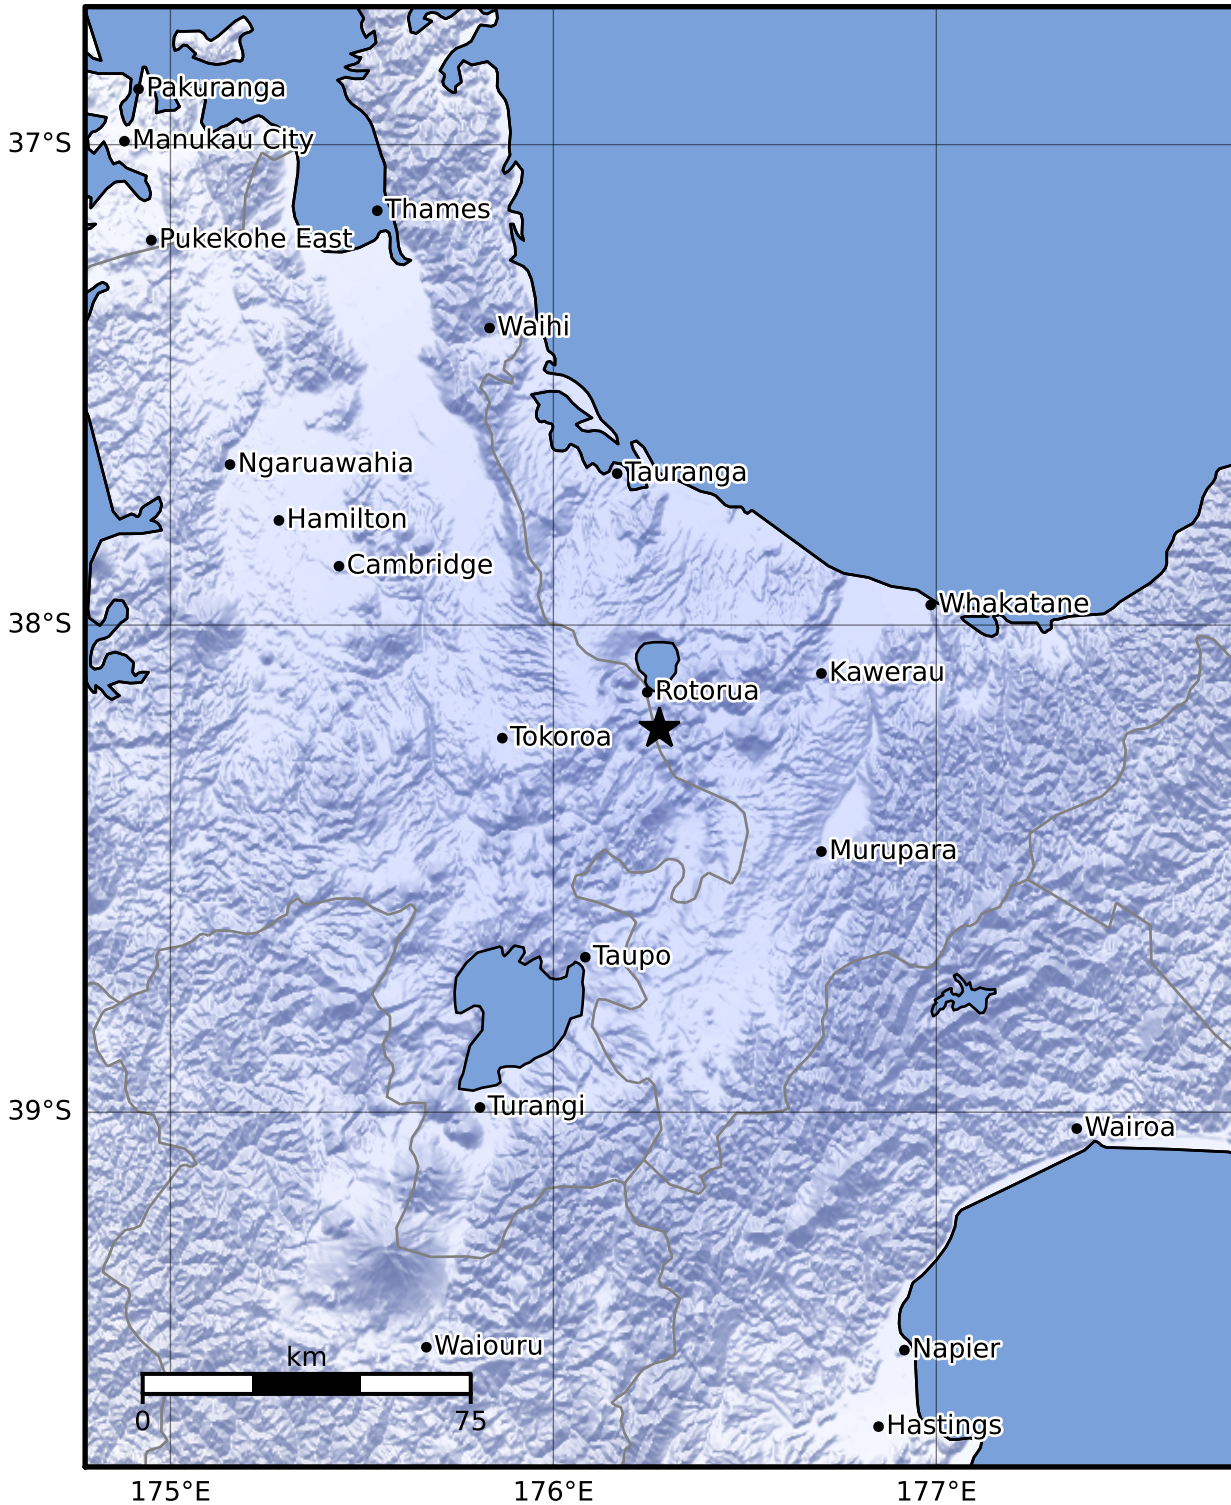 Pakuranga
Manukau City
37°S
Thames
Pukekohe East
Waihi
Ngaruawahia
Tauranga
Hamilton
Cambridge
Whakatane
38°S
Kawerau
Rotorua
Tokoroa
Murupara
Taupo
Turangi
39°S
Wairoa
Waiouru
Napier
km
0 75
Hastings
175°E 176°E 177°E